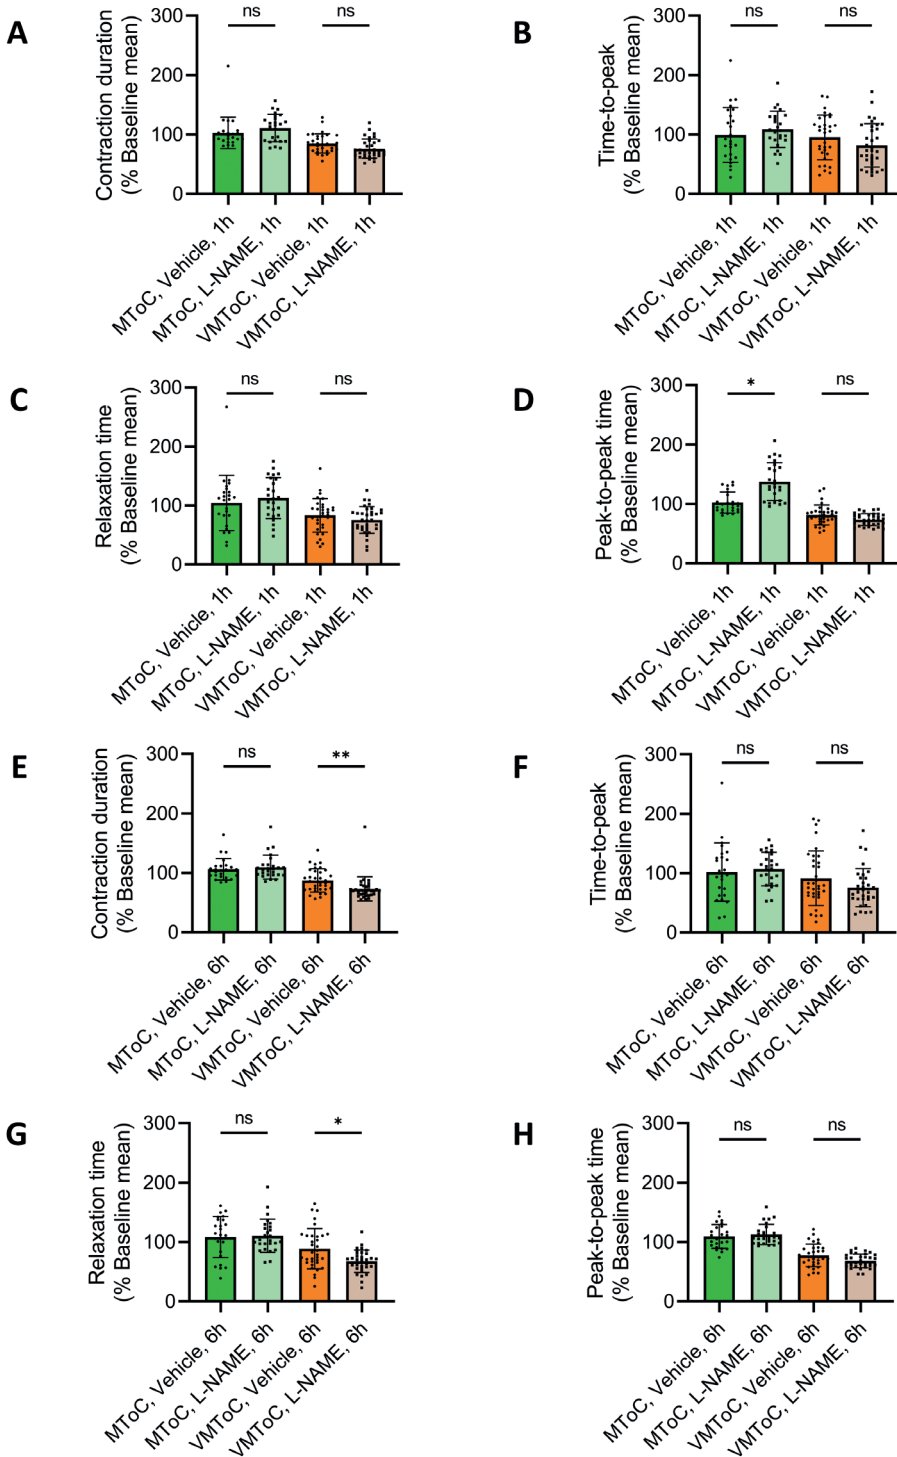 A
Contraction duration
(% Baseline mean)
300
200
100
0
ns
ns
MToC, Vehicle, 1h
MToC, L-NAME, 1h
VMToC, Vehicle, 1h
VMToC, L-NAME, 1h
B
Time-to-peak
(% Baseline mean)
300
200
100
0
ns
ns
MToC, Vehicle, 1h
MToC, L-NAME, 1h
VMToC, Vehicle, 1h
VMToC, L-NAME, 1h
C
Relaxation time
(% Baseline mean)
300
200
100
0
ns
ns
MToC, Vehicle, 1h
MToC, L-NAME, 1h
VMToC, Vehicle, 1h
VMToC, L-NAME, 1h
D
Peak-to-peak time
(% Baseline mean)
300
200
100
0
*
ns
MToC, Vehicle, 1h
MToC, L-NAME, 1h
VMToC, Vehicle, 1h
VMToC, L-NAME, 1h
E
Contraction duration
(% Baseline mean)
300
200
100
0
ns
**
MToC, Vehicle, 6h
MToC, L-NAME, 6h
VMToC, Vehicle, 6h
VMToC, L-NAME, 6h
F
Time-to-peak
(% Baseline mean)
300
200
100
0
ns
ns
MToC, Vehicle, 6h
MToC, L-NAME, 6h
VMToC, Vehicle, 6h
VMToC, L-NAME, 6h
G
Relaxation time
(% Baseline mean)
300
200
100
0
ns
*
MToC, Vehicle, 6h
MToC, L-NAME, 6h
VMToC, Vehicle, 6h
VMToC, L-NAME, 6h
H
Peak-to-peak time
(% Baseline mean)
300
200
100
0
ns
ns
MToC, Vehicle, 6h
MToC, L-NAME, 6h
VMToC, Vehicle, 6h
VMToC, L-NAME, 6h